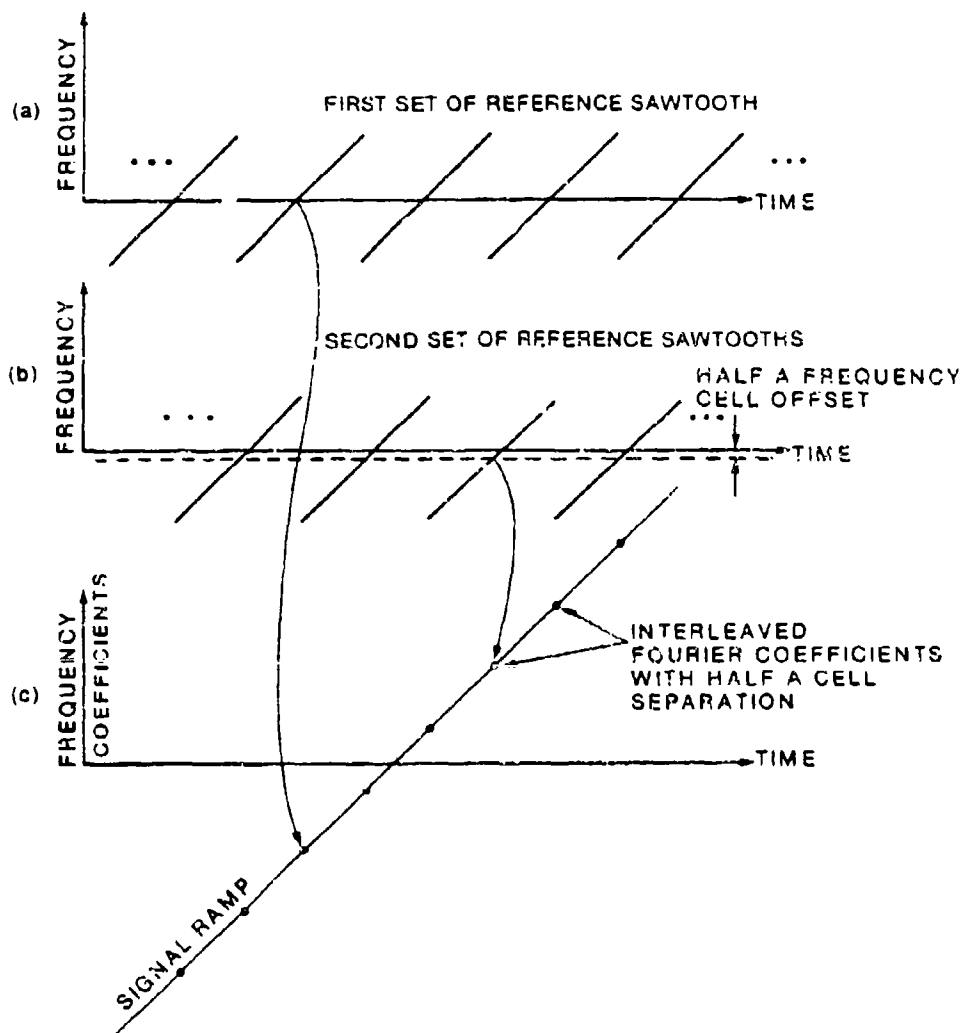 (a)
FREQUENCY
FIRST SET OF REFERENCE SAWTOOTH
...
...
TIME
(b)
FREQUENCY
SECOND SET OF REFERENCE SAWTOOTHS
HALF A FREQUENCY
CELL OFFSET
...
...
TIME
(c)
FREQUENCY
COEFFICIENTS
INTERLEAVED
FOURIER COEFFICIENTS
WITH HALF A CELL
SEPARATION
TIME
SIGNAL RAMP